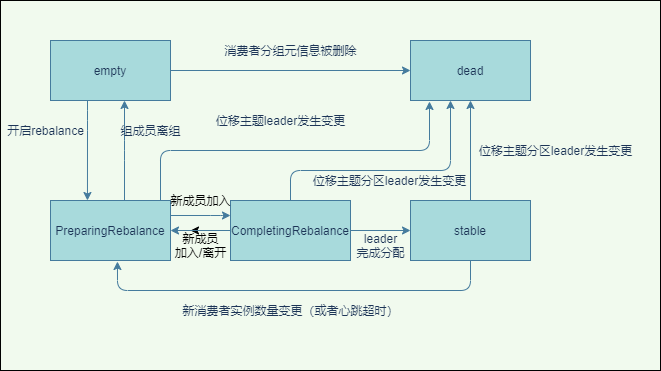 消费者分组元信息被删除
empty
dead
开启rebalance
组成员离组
位移主题leader发生变更
位移主题分区leader发生变更
位移主题分区leader发生变更
新成员加入
PreparingRebalance
CompletingRebalance
stable
新成员
加入/离开
leader
完成分配
新消费者实例数量变更（或者心跳超时）